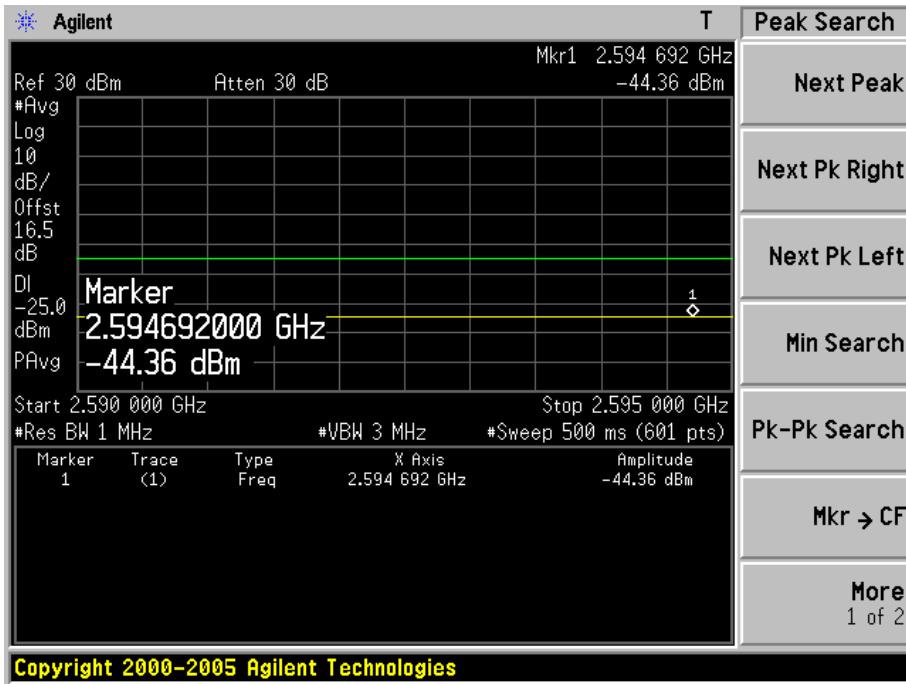 Agilent T
Peak Search
Mkr1 2.594 692 GHz
Ref 30 dBm Atten 30 dB -44.36 dBm
#Avg
Log
10
dB/
Offst
16.5
dB
DI
-25.0
dBm
PAvg
Marker
2.594692000 GHz
-44.36 dBm
1
Start 2.590 000 GHz Stop 2.595 000 GHz
#Res BW 1 MHz #VBW 3 MHz #Sweep 500 ms (601 pts)
Marker Trace Type X Axis Amplitude
1 (1) Freq 2.594 692 GHz -44.36 dBm
Next Peak
Next Pk Right
Next Pk Left
Min Search
Pk-Pk Search
Mkr → CF
More
1 of 2
Copyright 2000-2005 Agilent Technologies